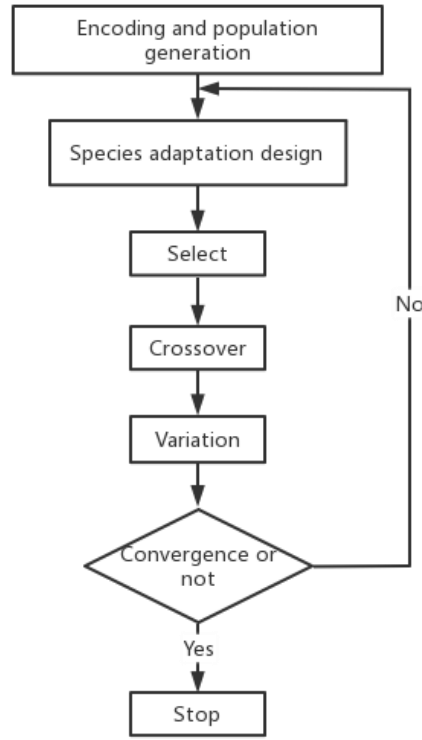 Encoding and population
generation
Species adaptation design
Select
No
Crossover
Variation
Convergence or
not
Yes
Stop